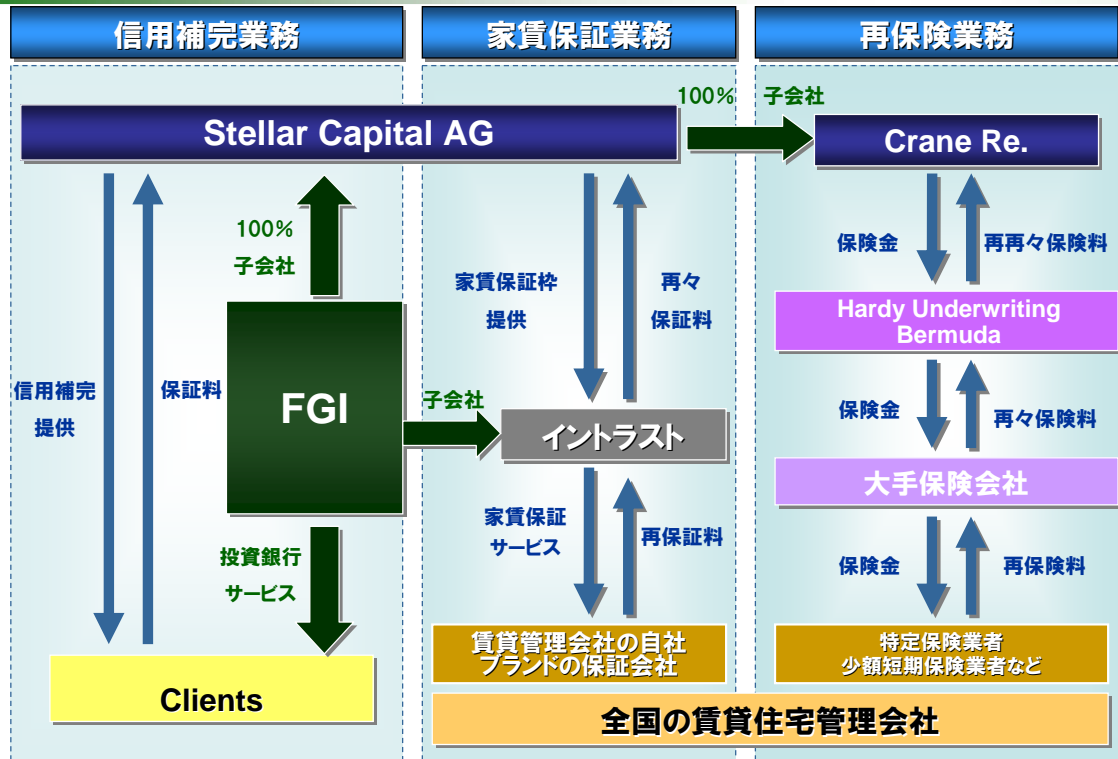 信用補完業務
家賃保証業務
再保険業務
100%
子会社
Stellar Capital AG
Crane Re.
100%
子会社
家賃保証枠
提供
再々
保証料
保険金
再再々保険料
Hardy Underwriting
Bermuda
信用補完
提供
保証料
FGI
子会社
イントラスト
保険金
再々保険料
大手保険会社
投資銀行
サービス
家賃保証
サービス
再保証料
保険金
再保険料
賃貸管理会社の自社
ブランドの保証会社
特定保険業者
少額短期保険業者など
Clients
全国の賃貸住宅管理会社